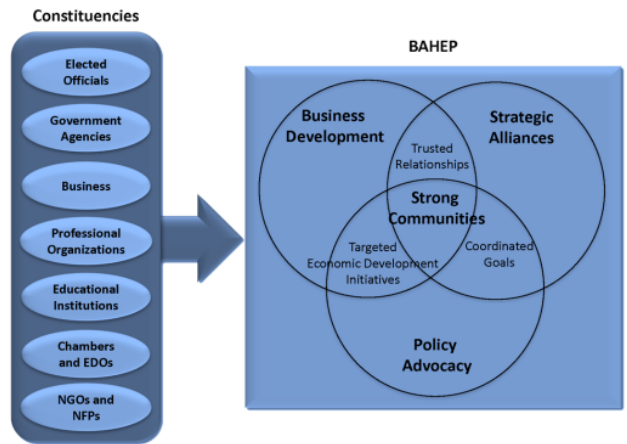 Constituencies
Elected
Officials
Government
Agencies
Business
Professional
Organizations
Educational
Institutions
Chambers
and EDOs
NGOs and
NFPs
BAHEP
Business
Development
Strategic
Alliances
Trusted
Relationships
Strong
Communities
Targeted
Economic Development
Initiatives
Coordinated
Goals
Policy
Advocacy